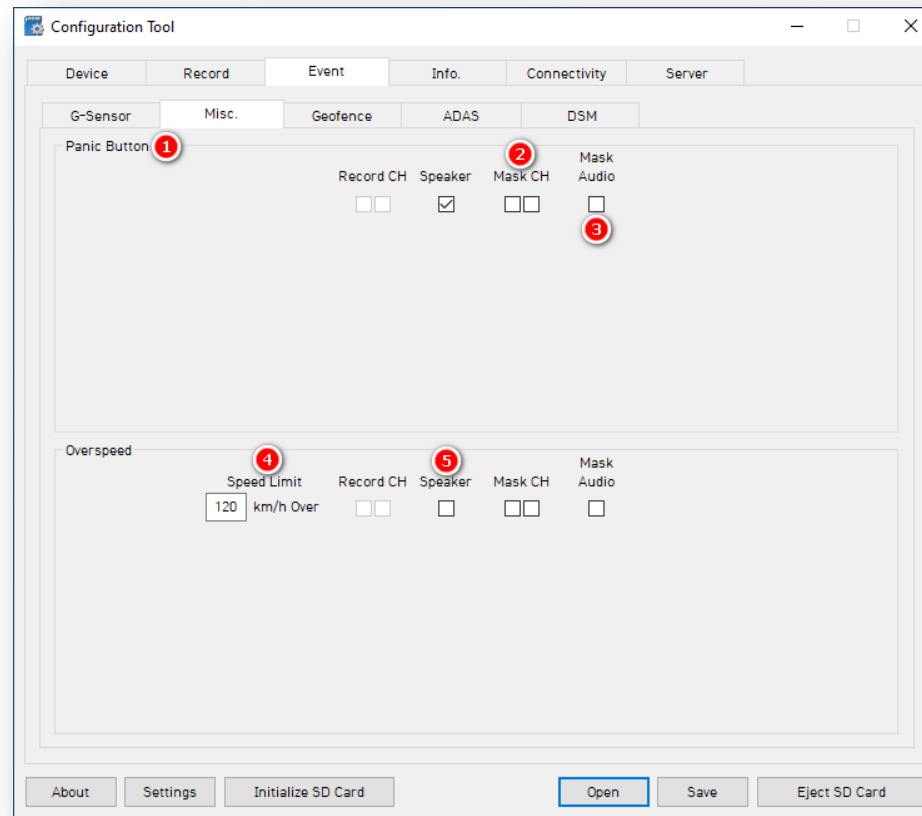 Configuration Tool
Device Record Event Info. Connectivity Server
G-Sensor Misc. Geofence ADAS DSM
Panic Button 1
2
Mask
Record CH Speaker Mask CH Audio
3
Overspeed
4 5
Mask
Speed Limit Record CH Speaker Mask CH Audio
120 km/h Over
About Settings Initialize SD Card Open Save Eject SD Card